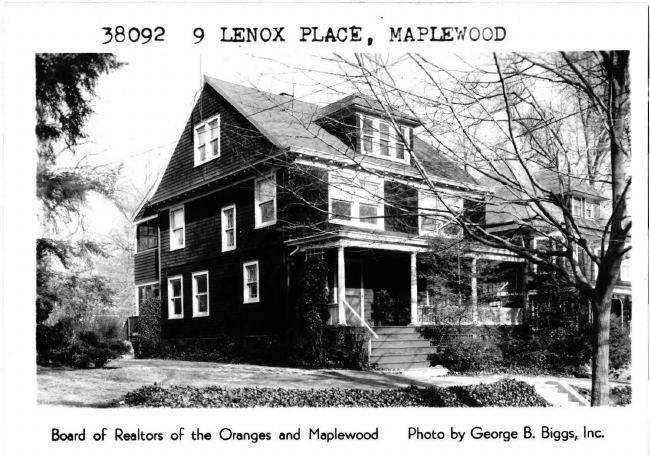 38092 9 LENOX PLACE, MAPLEWOOD
Board of Realtors of the Oranges and Maplewood Photo by George B. Biggs, Inc.